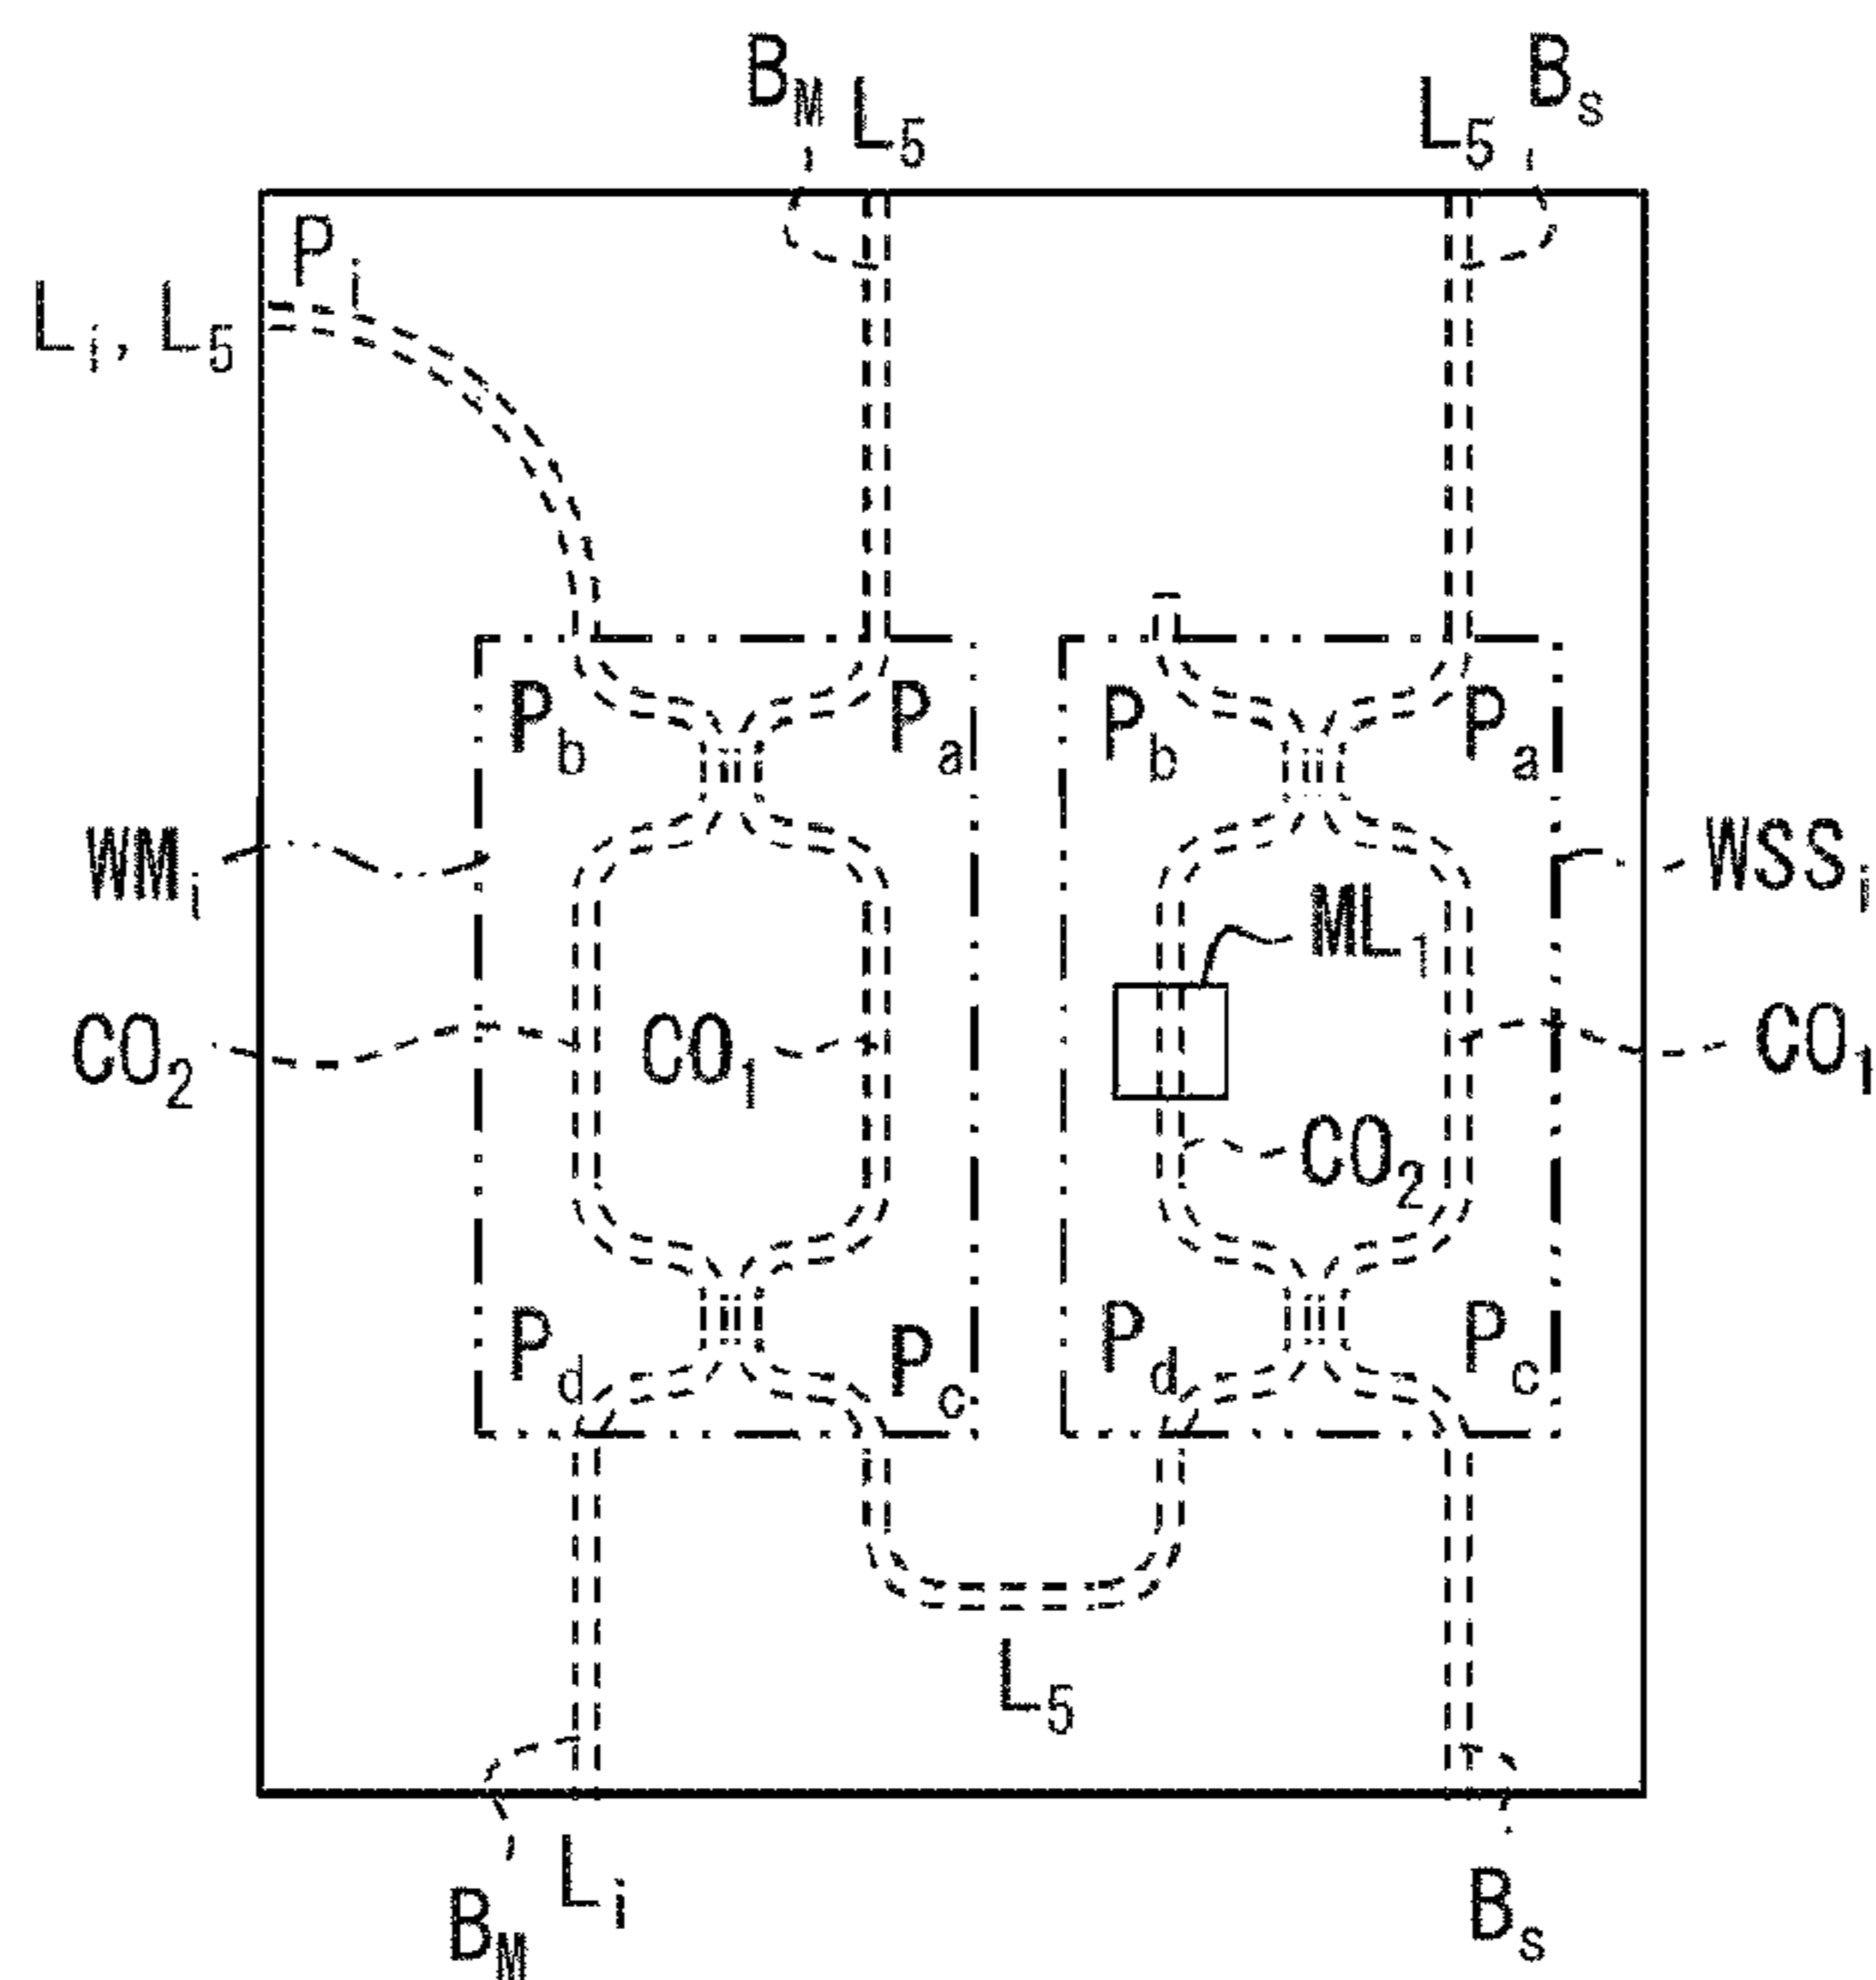 B_M L_5 L_5 B_s
P_i
L_i, L_5
P_b P_a P_b P_a
WM_i WSS_i
ML_1
CO_2 CO_1 CO_1
CO_2
P_d P_c P_d P_c
L_5
L_i
B_M B_s